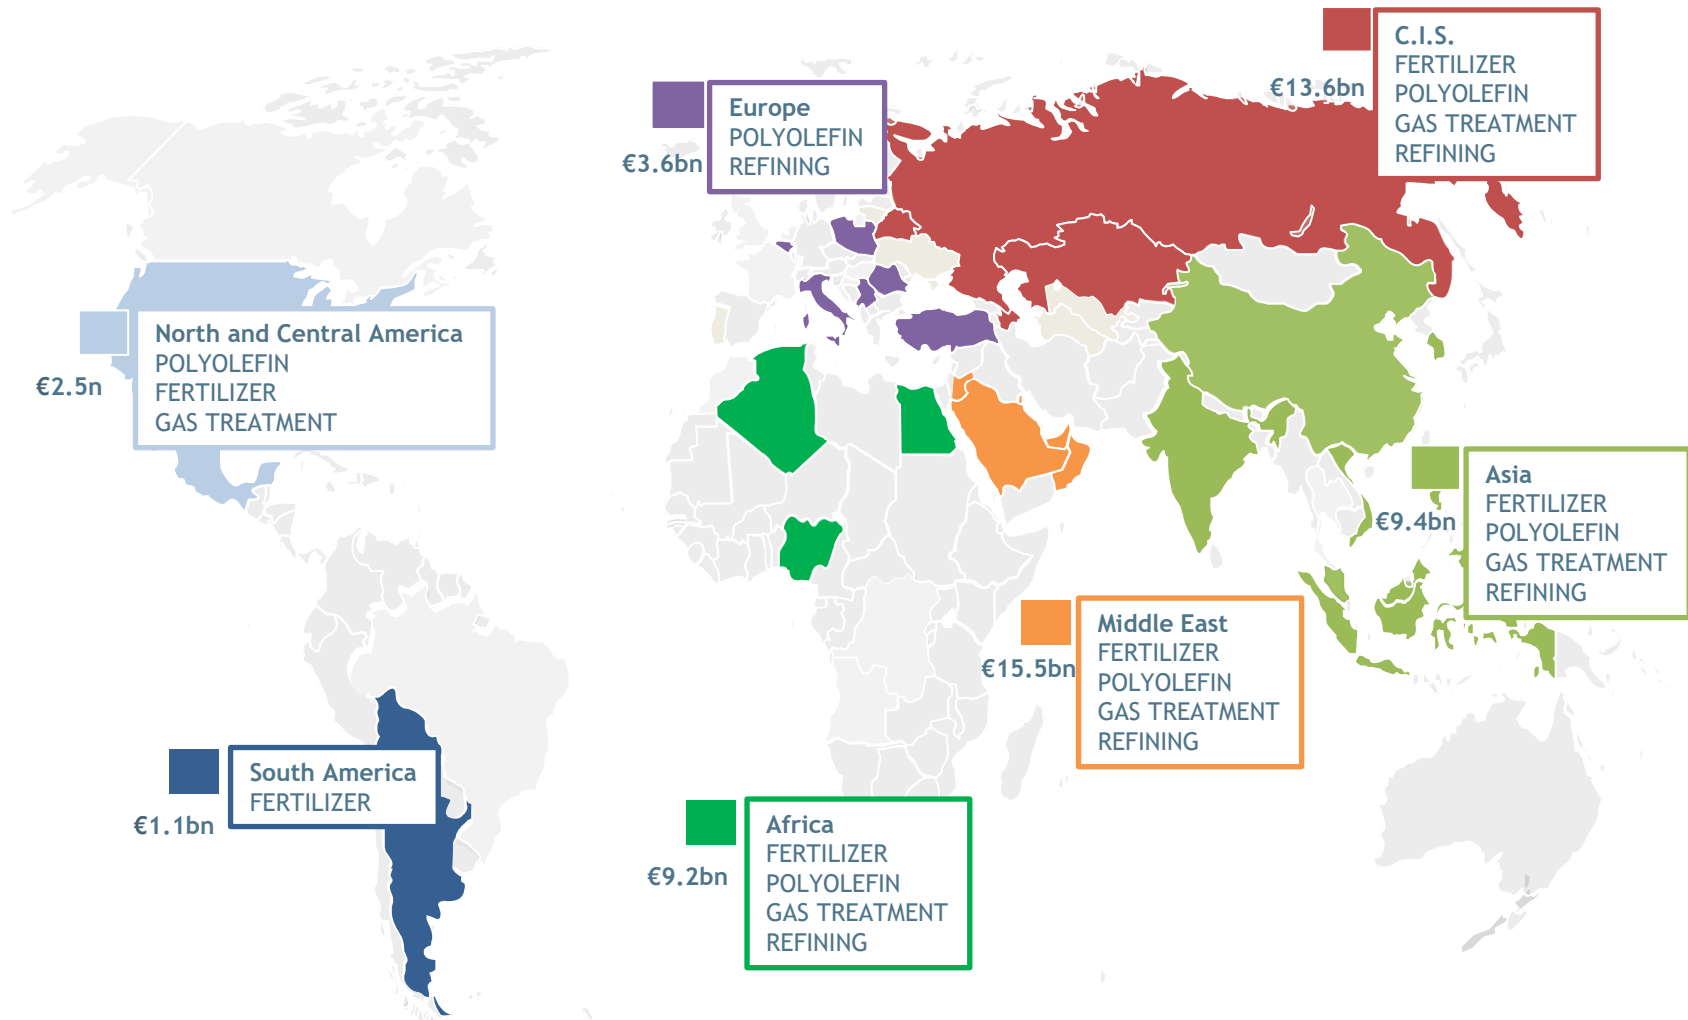 C.I.S.
FERTILIZER
POLYOLEFIN
GAS TREATMENT
REFINING
€13.6bn
Europe
POLYOLEFIN
REFINING
€3.6bn
North and Central America
POLYOLEFIN
FERTILIZER
GAS TREATMENT
€2.5n
Asia
FERTILIZER
POLYOLEFIN
GAS TREATMENT
REFINING
€9.4bn
Middle East
FERTILIZER
POLYOLEFIN
GAS TREATMENT
REFINING
€15.5bn
South America
FERTILIZER
€1.1bn
Africa
FERTILIZER
POLYOLEFIN
GAS TREATMENT
REFINING
€9.2bn